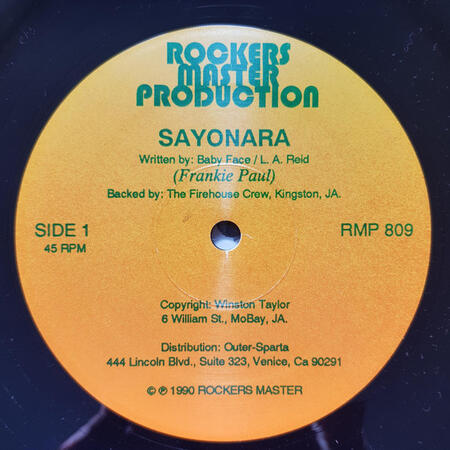 ROCKERS
MASTER
PRODUCTION
SAYONARA
Written by: Baby Face / L. A. Reid
(Frankie Paul)
Backed by: The Firehouse Crew, Kingston, JA.
SIDE 1
45 RPM
RMP 809
Copyright: Winston Taylor
6 William St., MoBay, JA.
Distribution: Outer-Sparta
444 Lincoln Blvd., Suite 323, Venice, Ca 90291
© ℗ 1990 ROCKERS MASTER